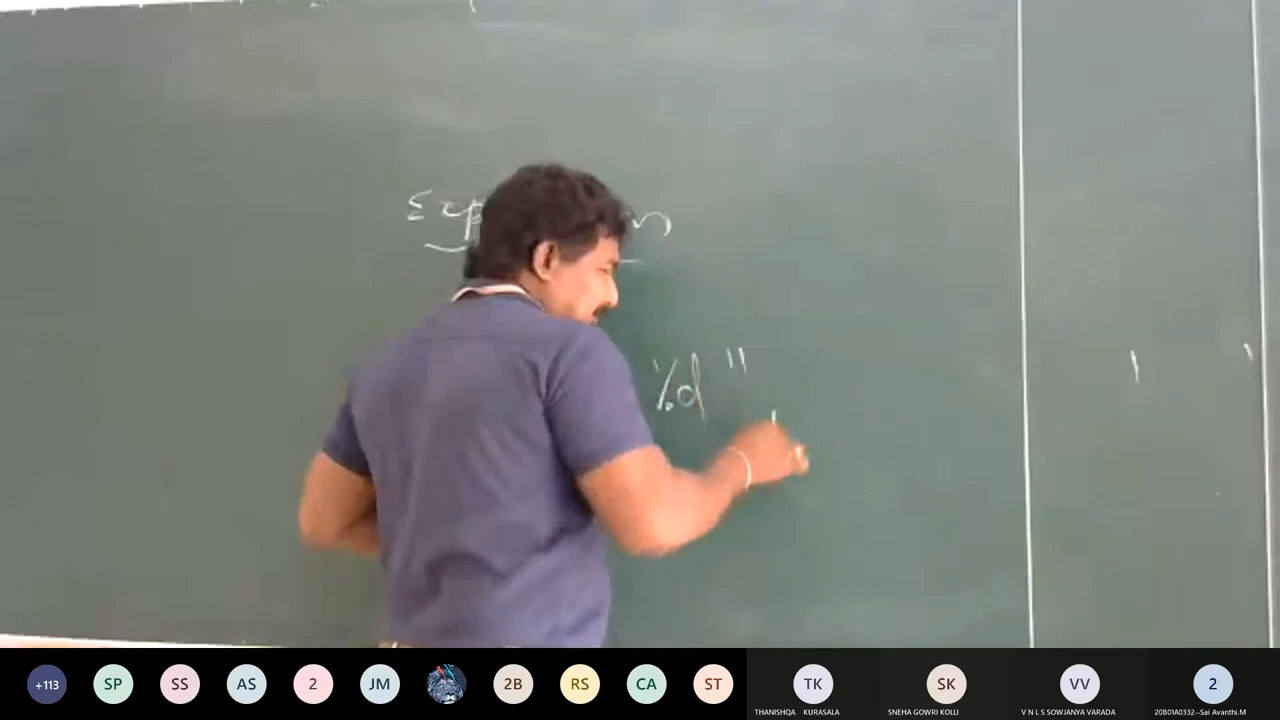 %d "
+113 SP SS AS 2 JM 2B RS CA ST TK SK VV 2
THANISHQA KURASALA SNEHA GOWRI KOLLI V N L S SOWJANYA VARADA 20B01A0332--Sai Avanthi.M